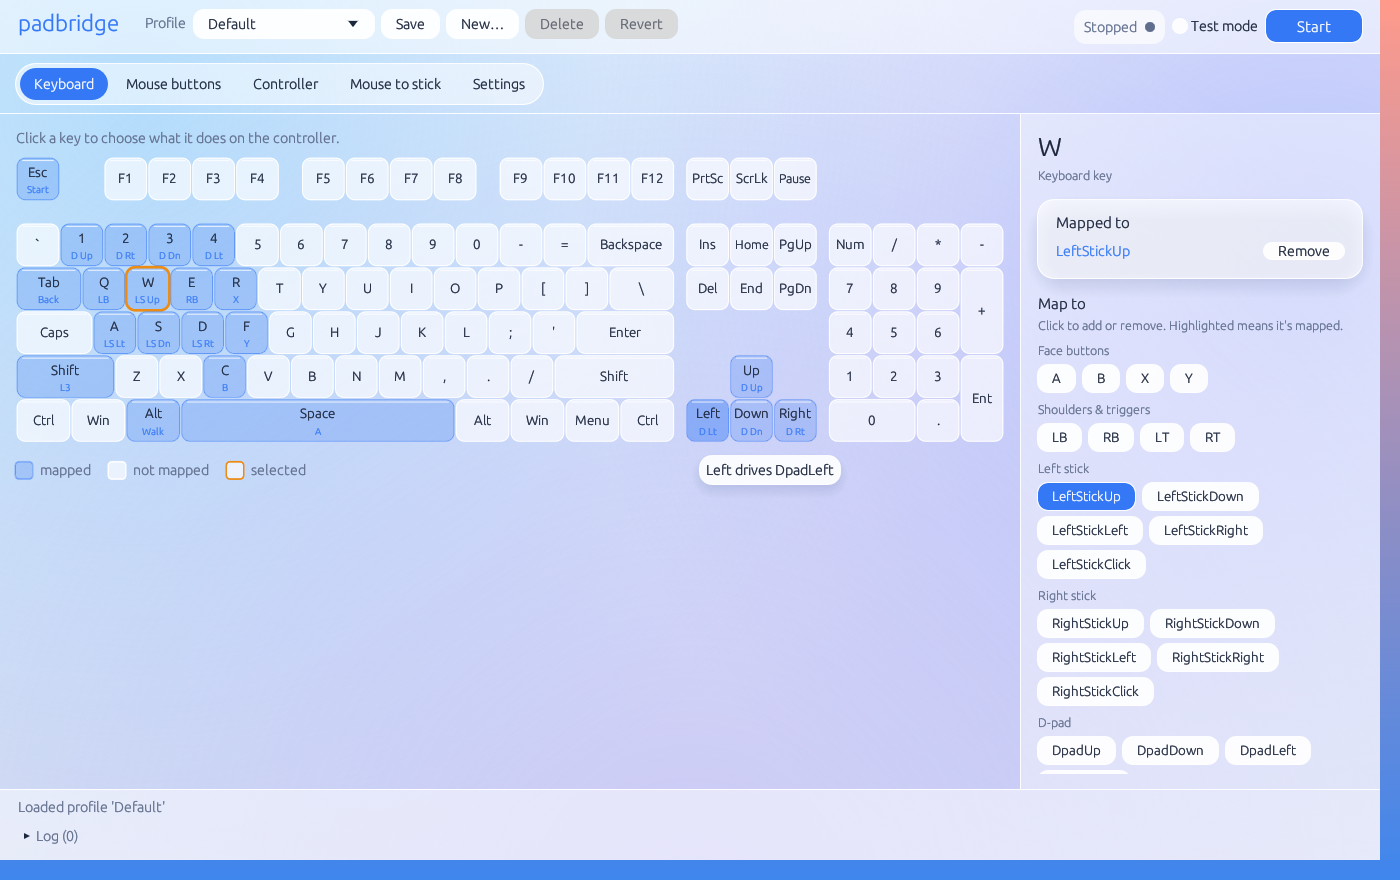 padbridge Profile Default Save New... Delete Revert Stopped Test mode Start
Keyboard Mouse buttons Controller Mouse to stick Settings
Click a key to choose what it does on the controller.
Esc F1 F2 F3 F4 F5 F6 F7 F8 F9 F10 F11 F12 PrtSc ScrLk Pause
Start
` 1 2 3 4 5 6 7 8 9 0 - = Backspace Ins Home PgUp Num / * -
D Up D Rt D Dn D Lt
Tab Q W E R T Y U I O P [ ] \ Del End PgDn 7 8 9 +
Back LB LS Up RB X
Caps A S D F G H J K L ; ' Enter 4 5 6
LS Lt LS Dn LS Rt Y
Shift Z X C V B N M , . / Shift Up 1 2 3 Ent
L3 B D Up
Ctrl Win Alt Space Alt Win Menu Ctrl Left Down Right 0 .
Walk A D Lt D Dn D Rt
mapped not mapped selected
Left drives DpadLeft
W
Keyboard key
Mapped to
LeftStickUp Remove
Map to
Click to add or remove. Highlighted means it's mapped.
Face buttons
A B X Y
Shoulders & triggers
LB RB LT RT
Left stick
LeftStickUp LeftStickDown
LeftStickLeft LeftStickRight
LeftStickClick
Right stick
RightStickUp RightStickDown
RightStickLeft RightStickRight
RightStickClick
D-pad
DpadUp DpadDown DpadLeft
Loaded profile 'Default'
Log (0)